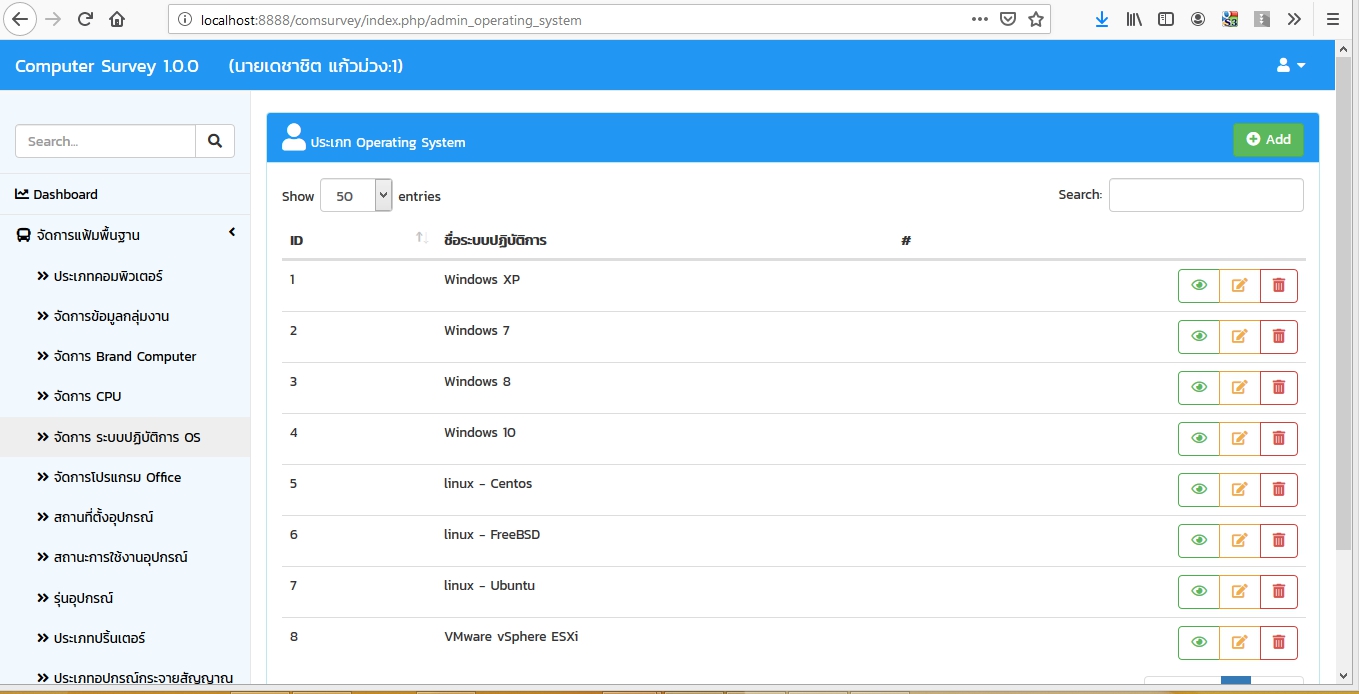 localhost:8888/comsurvey/index.php/admin_operating_system
Computer Survey 1.0.0 (นายเดชาชิต แก้วม่วง:1)
Search...
Dashboard
จัดการแฟ้มพื้นฐาน
ประเภทคอมพิวเตอร์
จัดการข้อมูลกลุ่มงาน
จัดการ Brand Computer
จัดการ CPU
จัดการ ระบบปฏิบัติการ OS
จัดการโปรแกรม Office
สถานที่ตั้งอุปกรณ์
สถานะการใช้งานอุปกรณ์
รุ่นอุปกรณ์
ประเภทปริ้นเตอร์
ประเภทอุปกรณ์กระจายสัญญาณ
ประเภท Operating System
Add
Show 50 entries
Search:
ID ชื่อระบบปฏิบัติการ #
1 Windows XP
2 Windows 7
3 Windows 8
4 Windows 10
5 linux - Centos
6 linux - FreeBSD
7 linux - Ubuntu
8 VMware vSphere ESXi